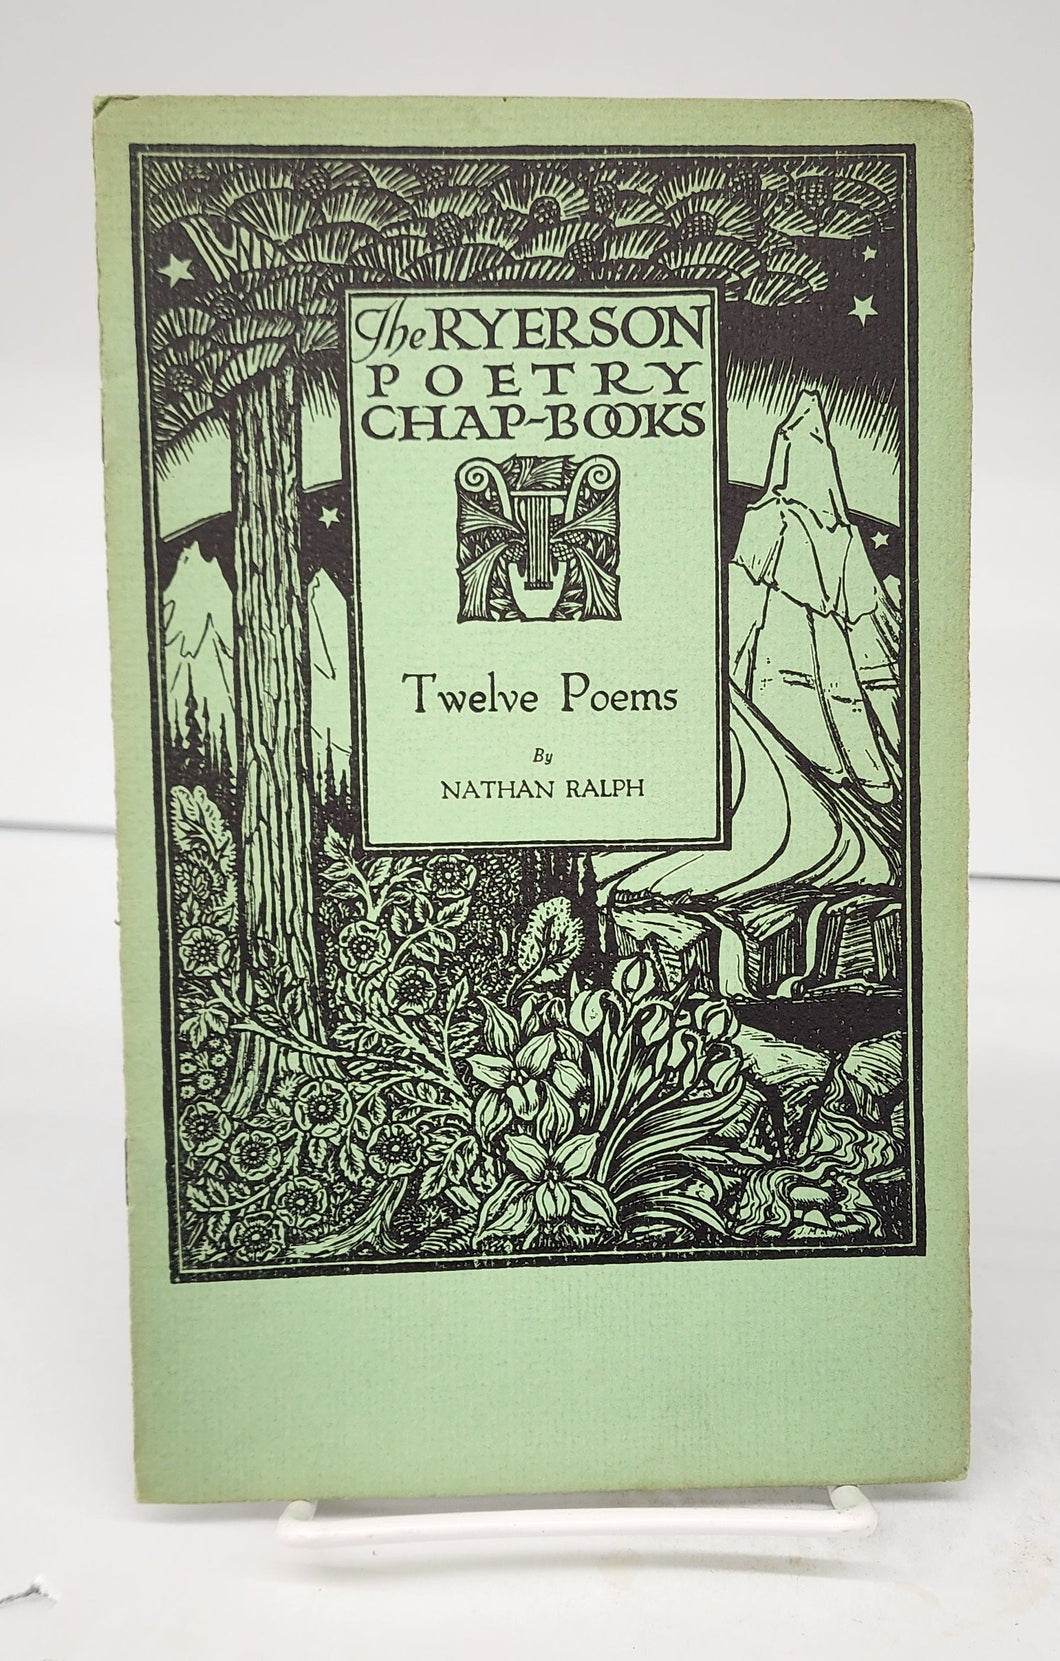 The RYERSON
POETRY
CHAP-BOOKS
Twelve Poems
By
NATHAN RALPH